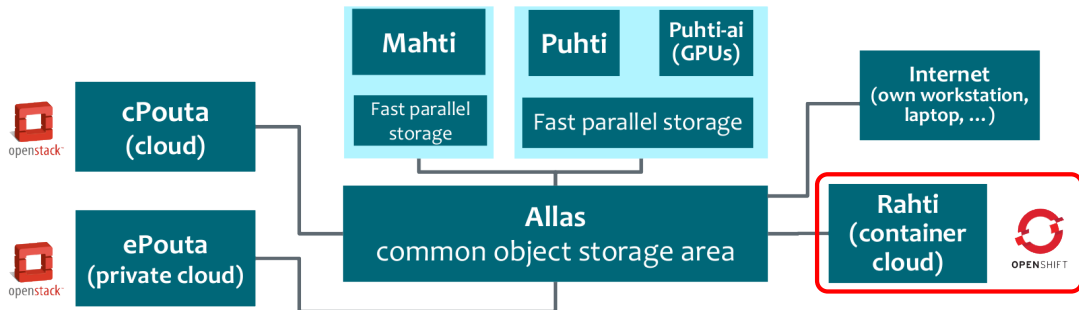 Mahti
Fast parallel
storage
Puhti
Puhti-ai
(GPUs)
Fast parallel storage
Internet
(own workstation,
laptop, ...)
openstack
cPouta
(cloud)
openstack
ePouta
(private cloud)
Allas
common object storage area
Rahti
(container
cloud)
OPENSHIFT